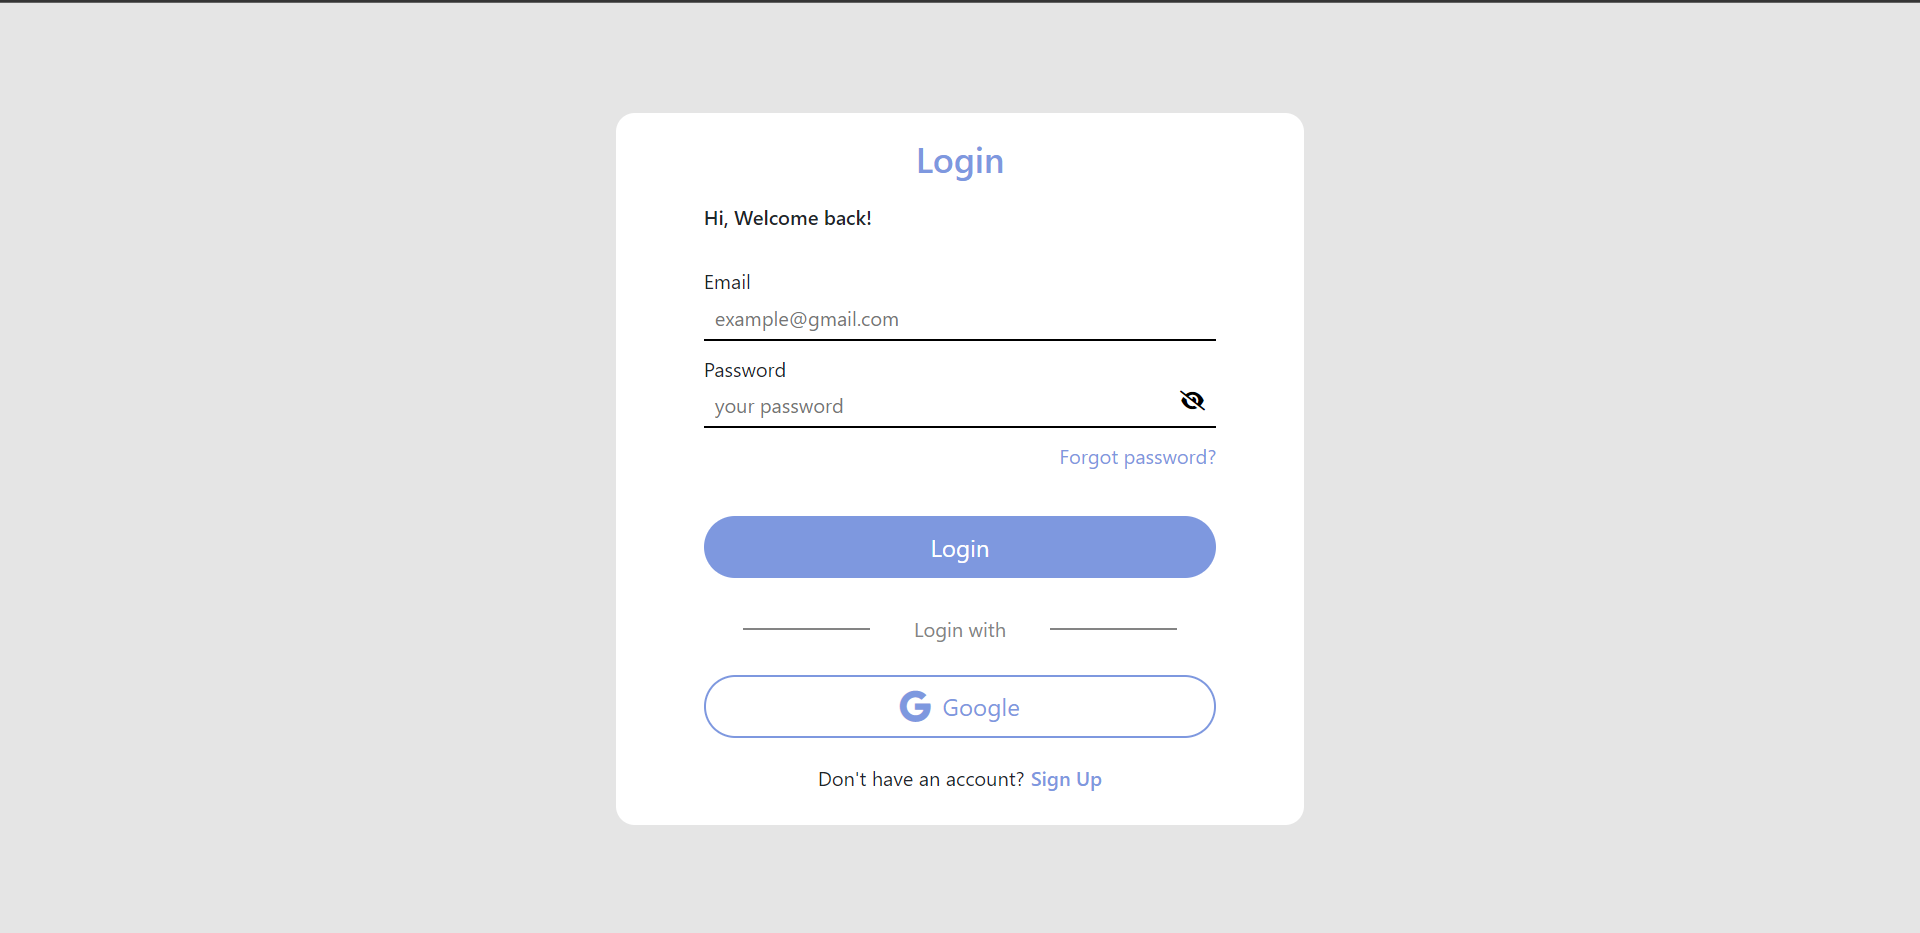 Login
Hi, Welcome back!
Email
example@gmail.com
Password
your password
Forgot password?
Login
Login with
Google
Don't have an account? Sign Up